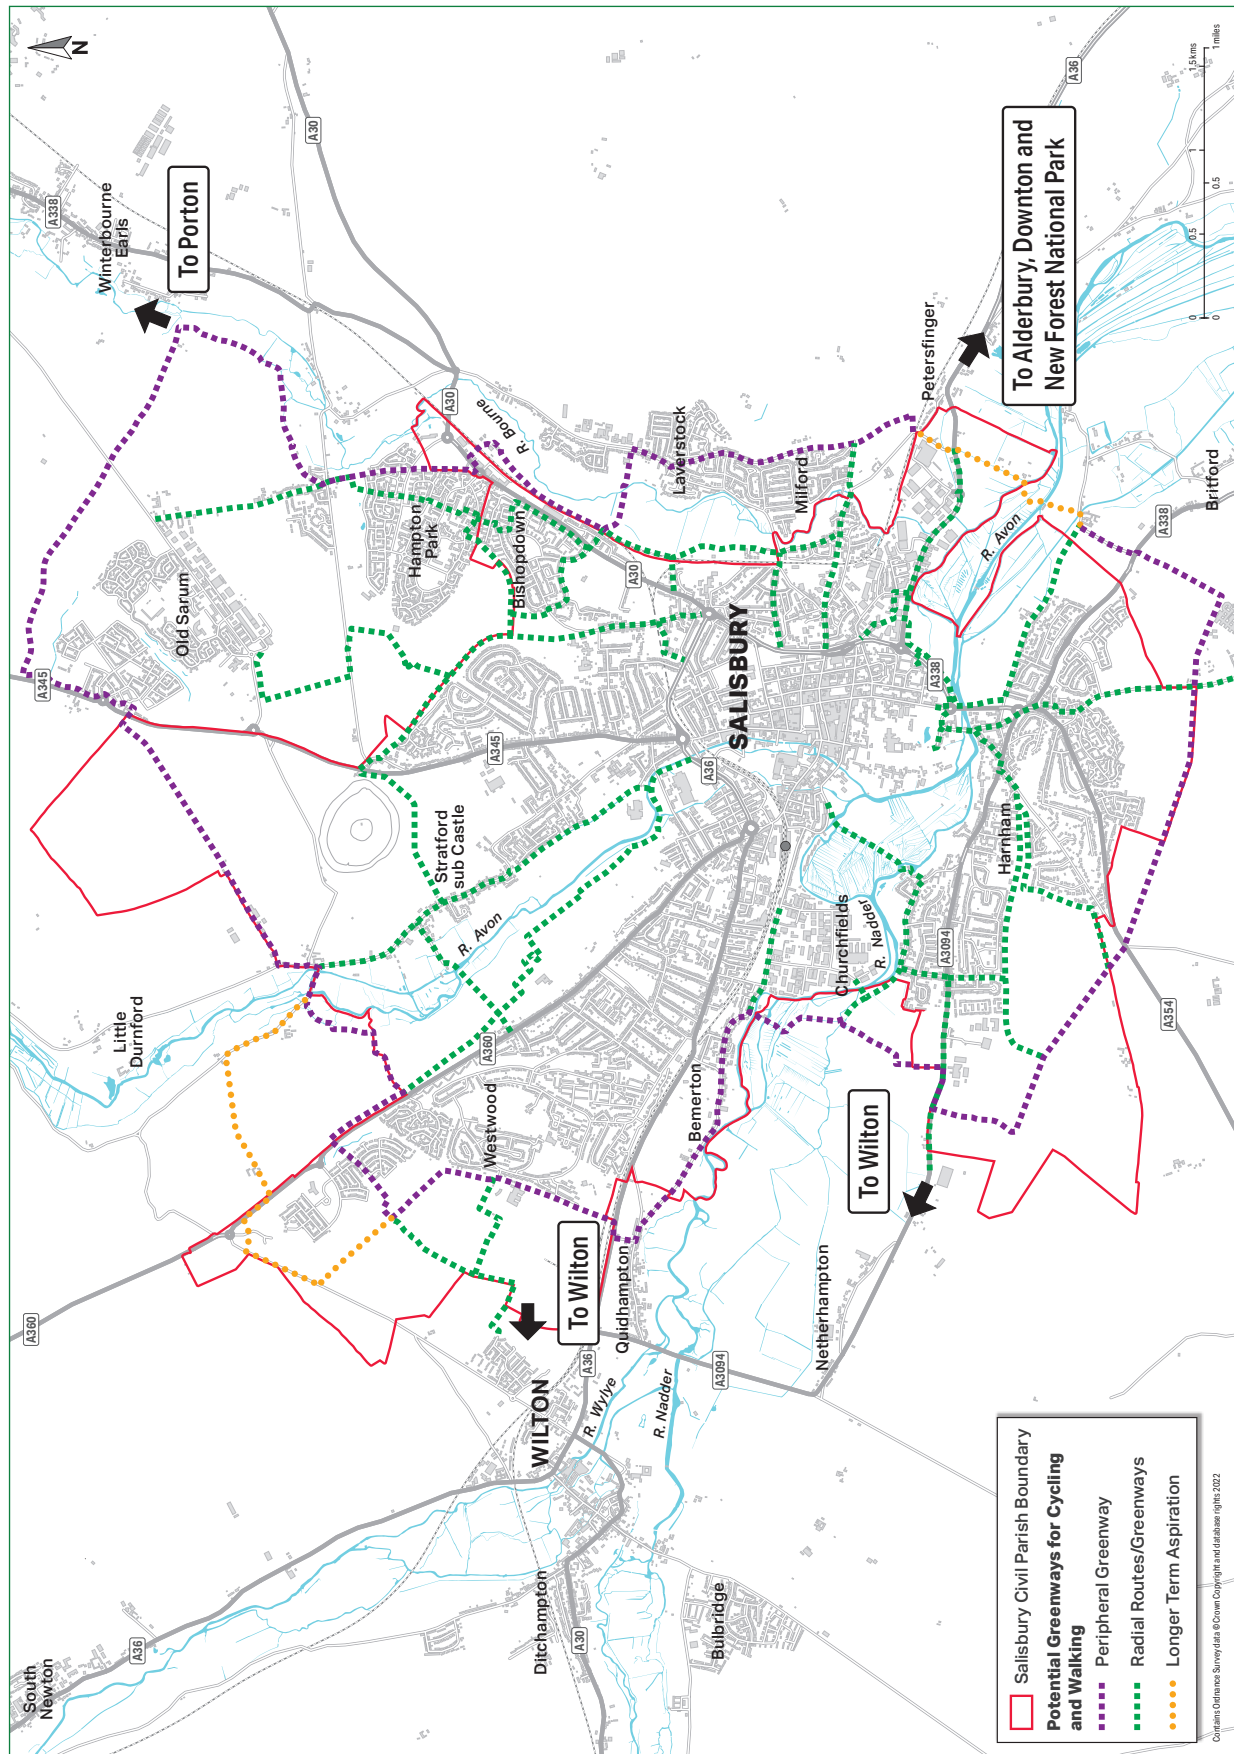 N
South
Newton
A36
A360
Little
Durnford
A345
Old Sarum
Winterbourne
Earls
A338
To Porton
A30
Ditchampton
A30
WILTON
A36
R. Wylye
R. Nadder
Bulbridge
To Wilton
Quidhampton
A3094
Netherhampton
Westwood
A360
Bemerton
To Wilton
Stratford
sub Castle
R. Avon
A345
A36
SALISBURY
Hampton
Park
Bishopdown
A30
A30
R. Bourne
Laverstock
Milford
Petersfinger
A36
To Alderbury, Downton and
New Forest National Park
Churchfields
R. Nadder
A3094
Harnham
A338
R. Avon
A354
A338
Britford
Salisbury Civil Parish Boundary
Potential Greenways for Cycling
and Walking
Peripheral Greenway
Radial Routes/Greenways
Longer Term Aspiration
Contains Ordnance Survey data © Crown Copyright and database rights 2022
0 0.5 1 1.5 kms
0 0.5 1 miles